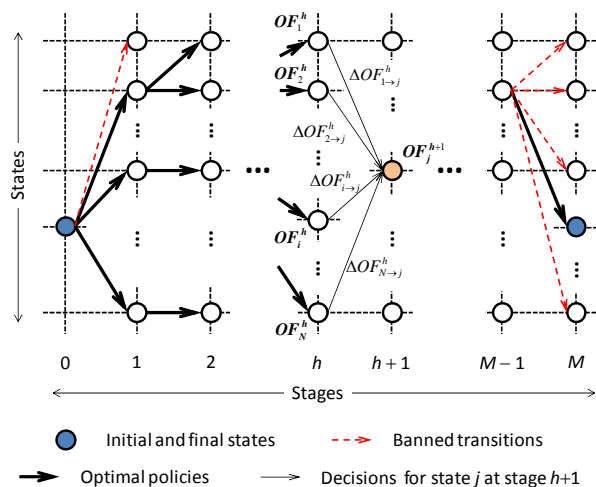 OF_1^h
OF_2^h
ΔOF_{1→j}^h
ΔOF_{2→j}^h
OF_j^{h+1}
States
ΔOF_{i→j}^h
OF_i^h
ΔOF_{N→j}^h
OF_N^h
0 1 2 h h+1 M−1 M
Stages
Initial and final states
Banned transitions
Optimal policies
Decisions for state j at stage h+1